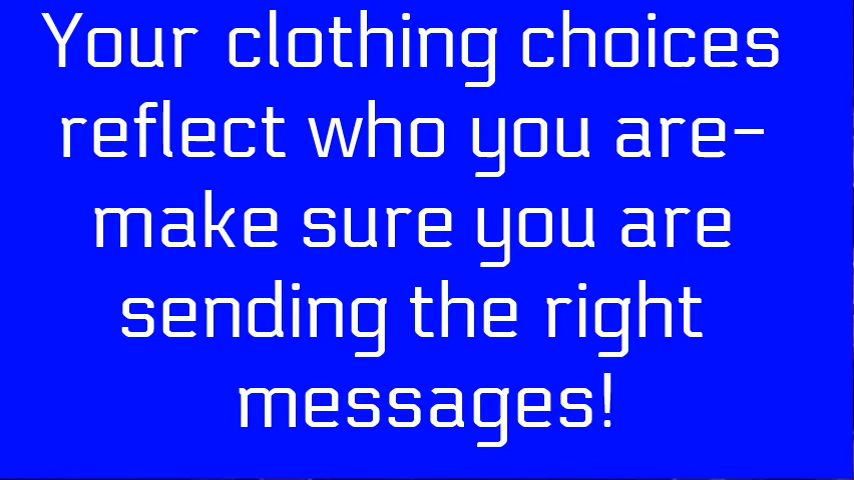 Your clothing choices
reflect who you are-
make sure you are
sending the right
messages!